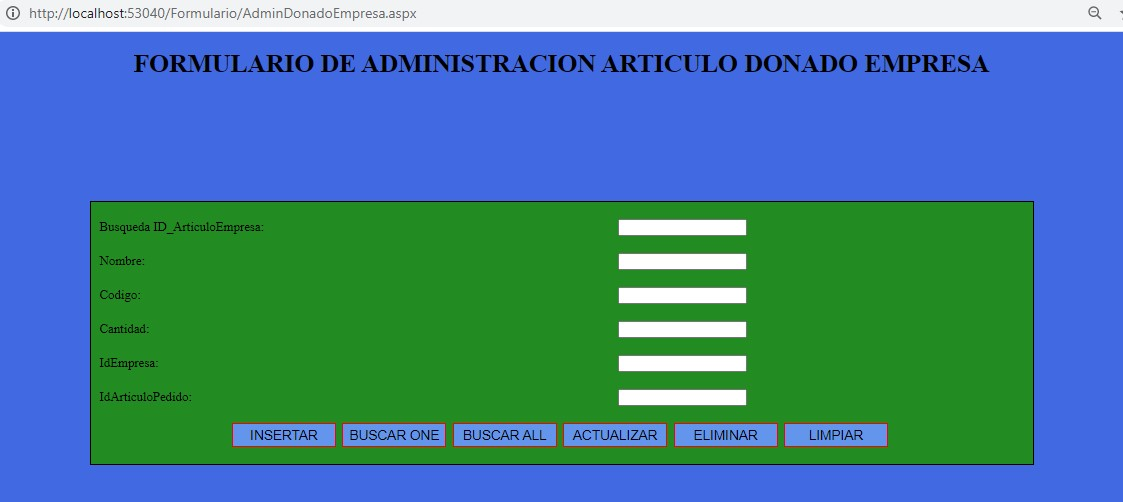 http://localhost:53040/Formulario/AdminDonadoEmpresa.aspx
FORMULARIO DE ADMINISTRACION ARTICULO DONADO EMPRESA
Busqueda ID_ArticuloEmpresa:
Nombre:
Codigo:
Cantidad:
IdEmpresa:
IdArticuloPedido:
INSERTAR BUSCAR ONE BUSCAR ALL ACTUALIZAR ELIMINAR LIMPIAR